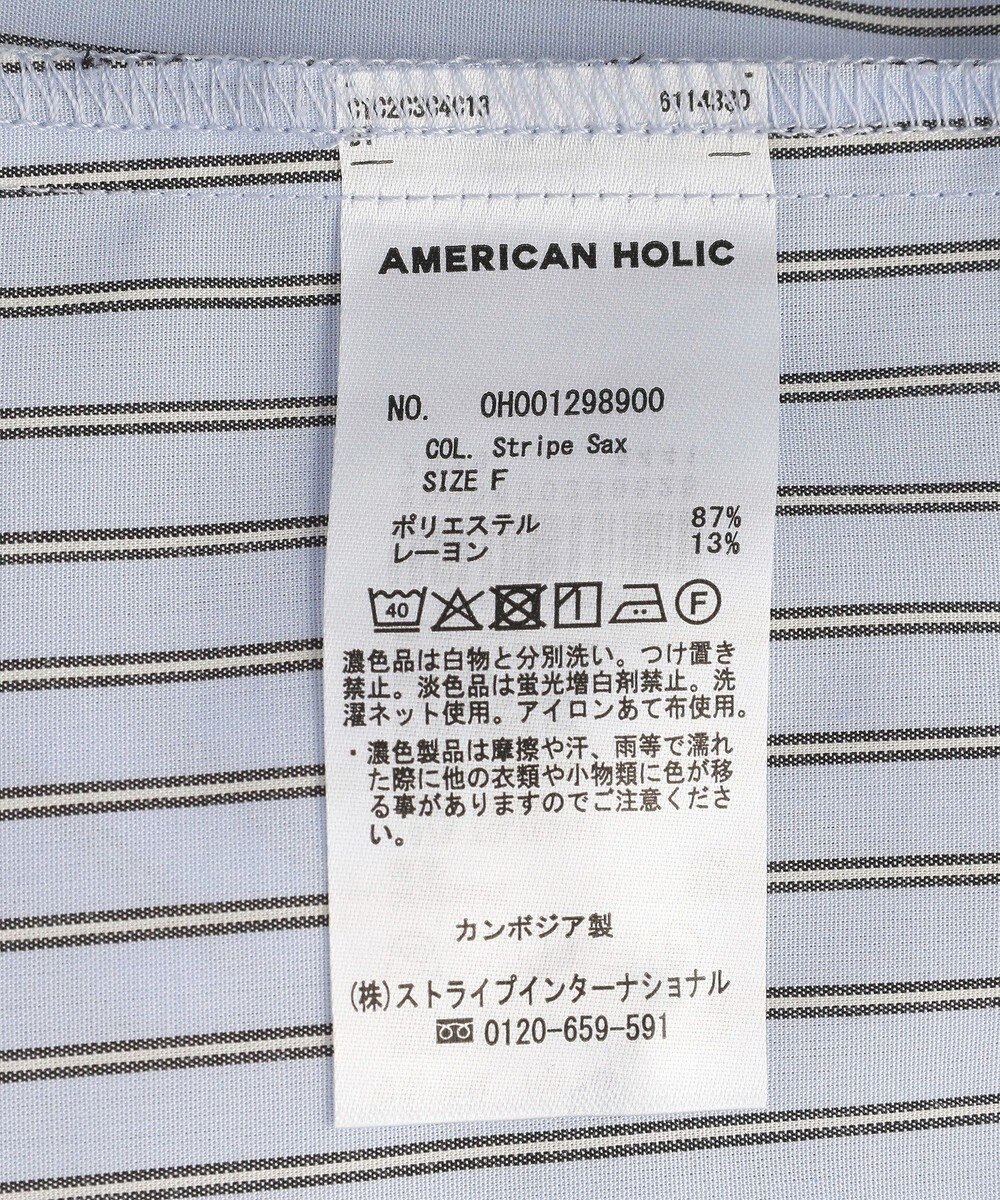 6114330
AMERICAN HOLIC
NO. 0H001298900
COL. Stripe Sax
SIZE F
ポリエステル 87%
レーヨン 13%
40
F
濃色品は白物と分別洗い。つけ置き
禁止。淡色品は蛍光増白剤禁止。洗
濯ネット使用。アイロンあて布使用。
・濃色製品は摩擦や汗、雨等で濡れ
た際に他の衣類や小物類に色が移
る事がありますのでご注意くださ
い。
カンボジア製
(株)ストライプインターナショナル
0120-659-591